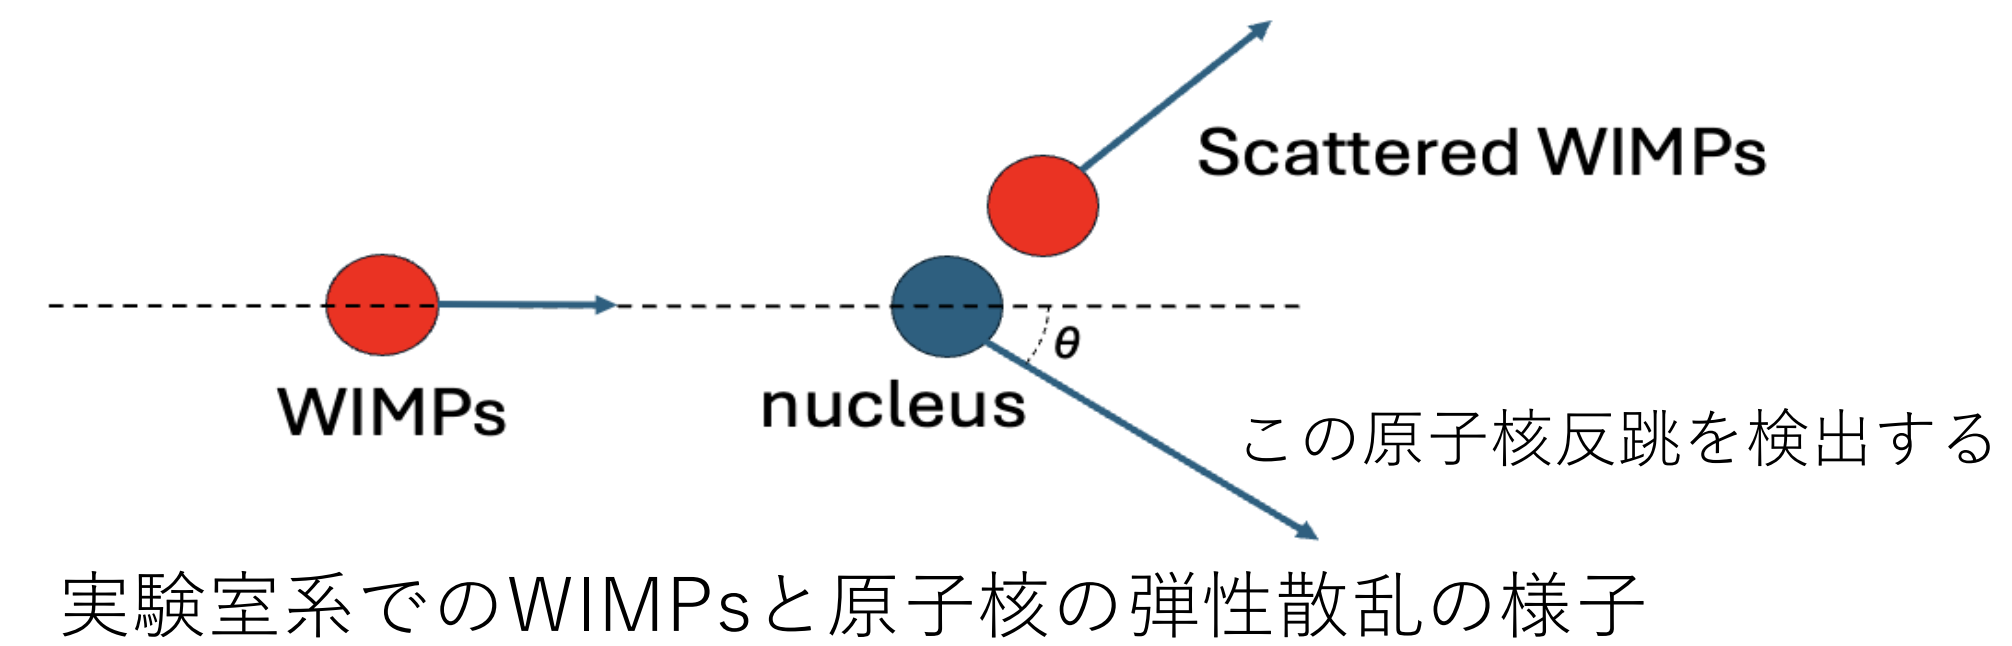 Scattered WIMPs
θ
WIMPs
nucleus
この原子核反跳を検出する
実験室系でのWIMPsと原子核の弾性散乱の様子